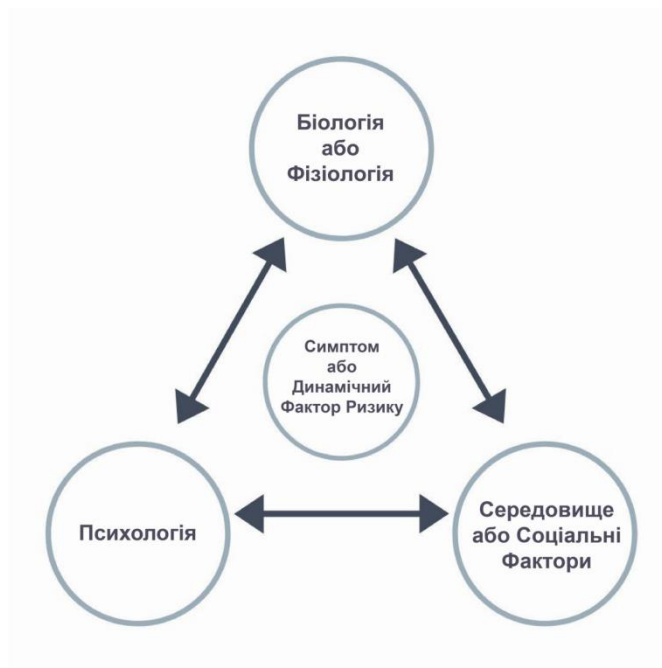 Біологія
або
Фізіологія
Симптом
або
Динамічний
Фактор Ризику
Психологія
Середовище
або Соціальні
Фактори